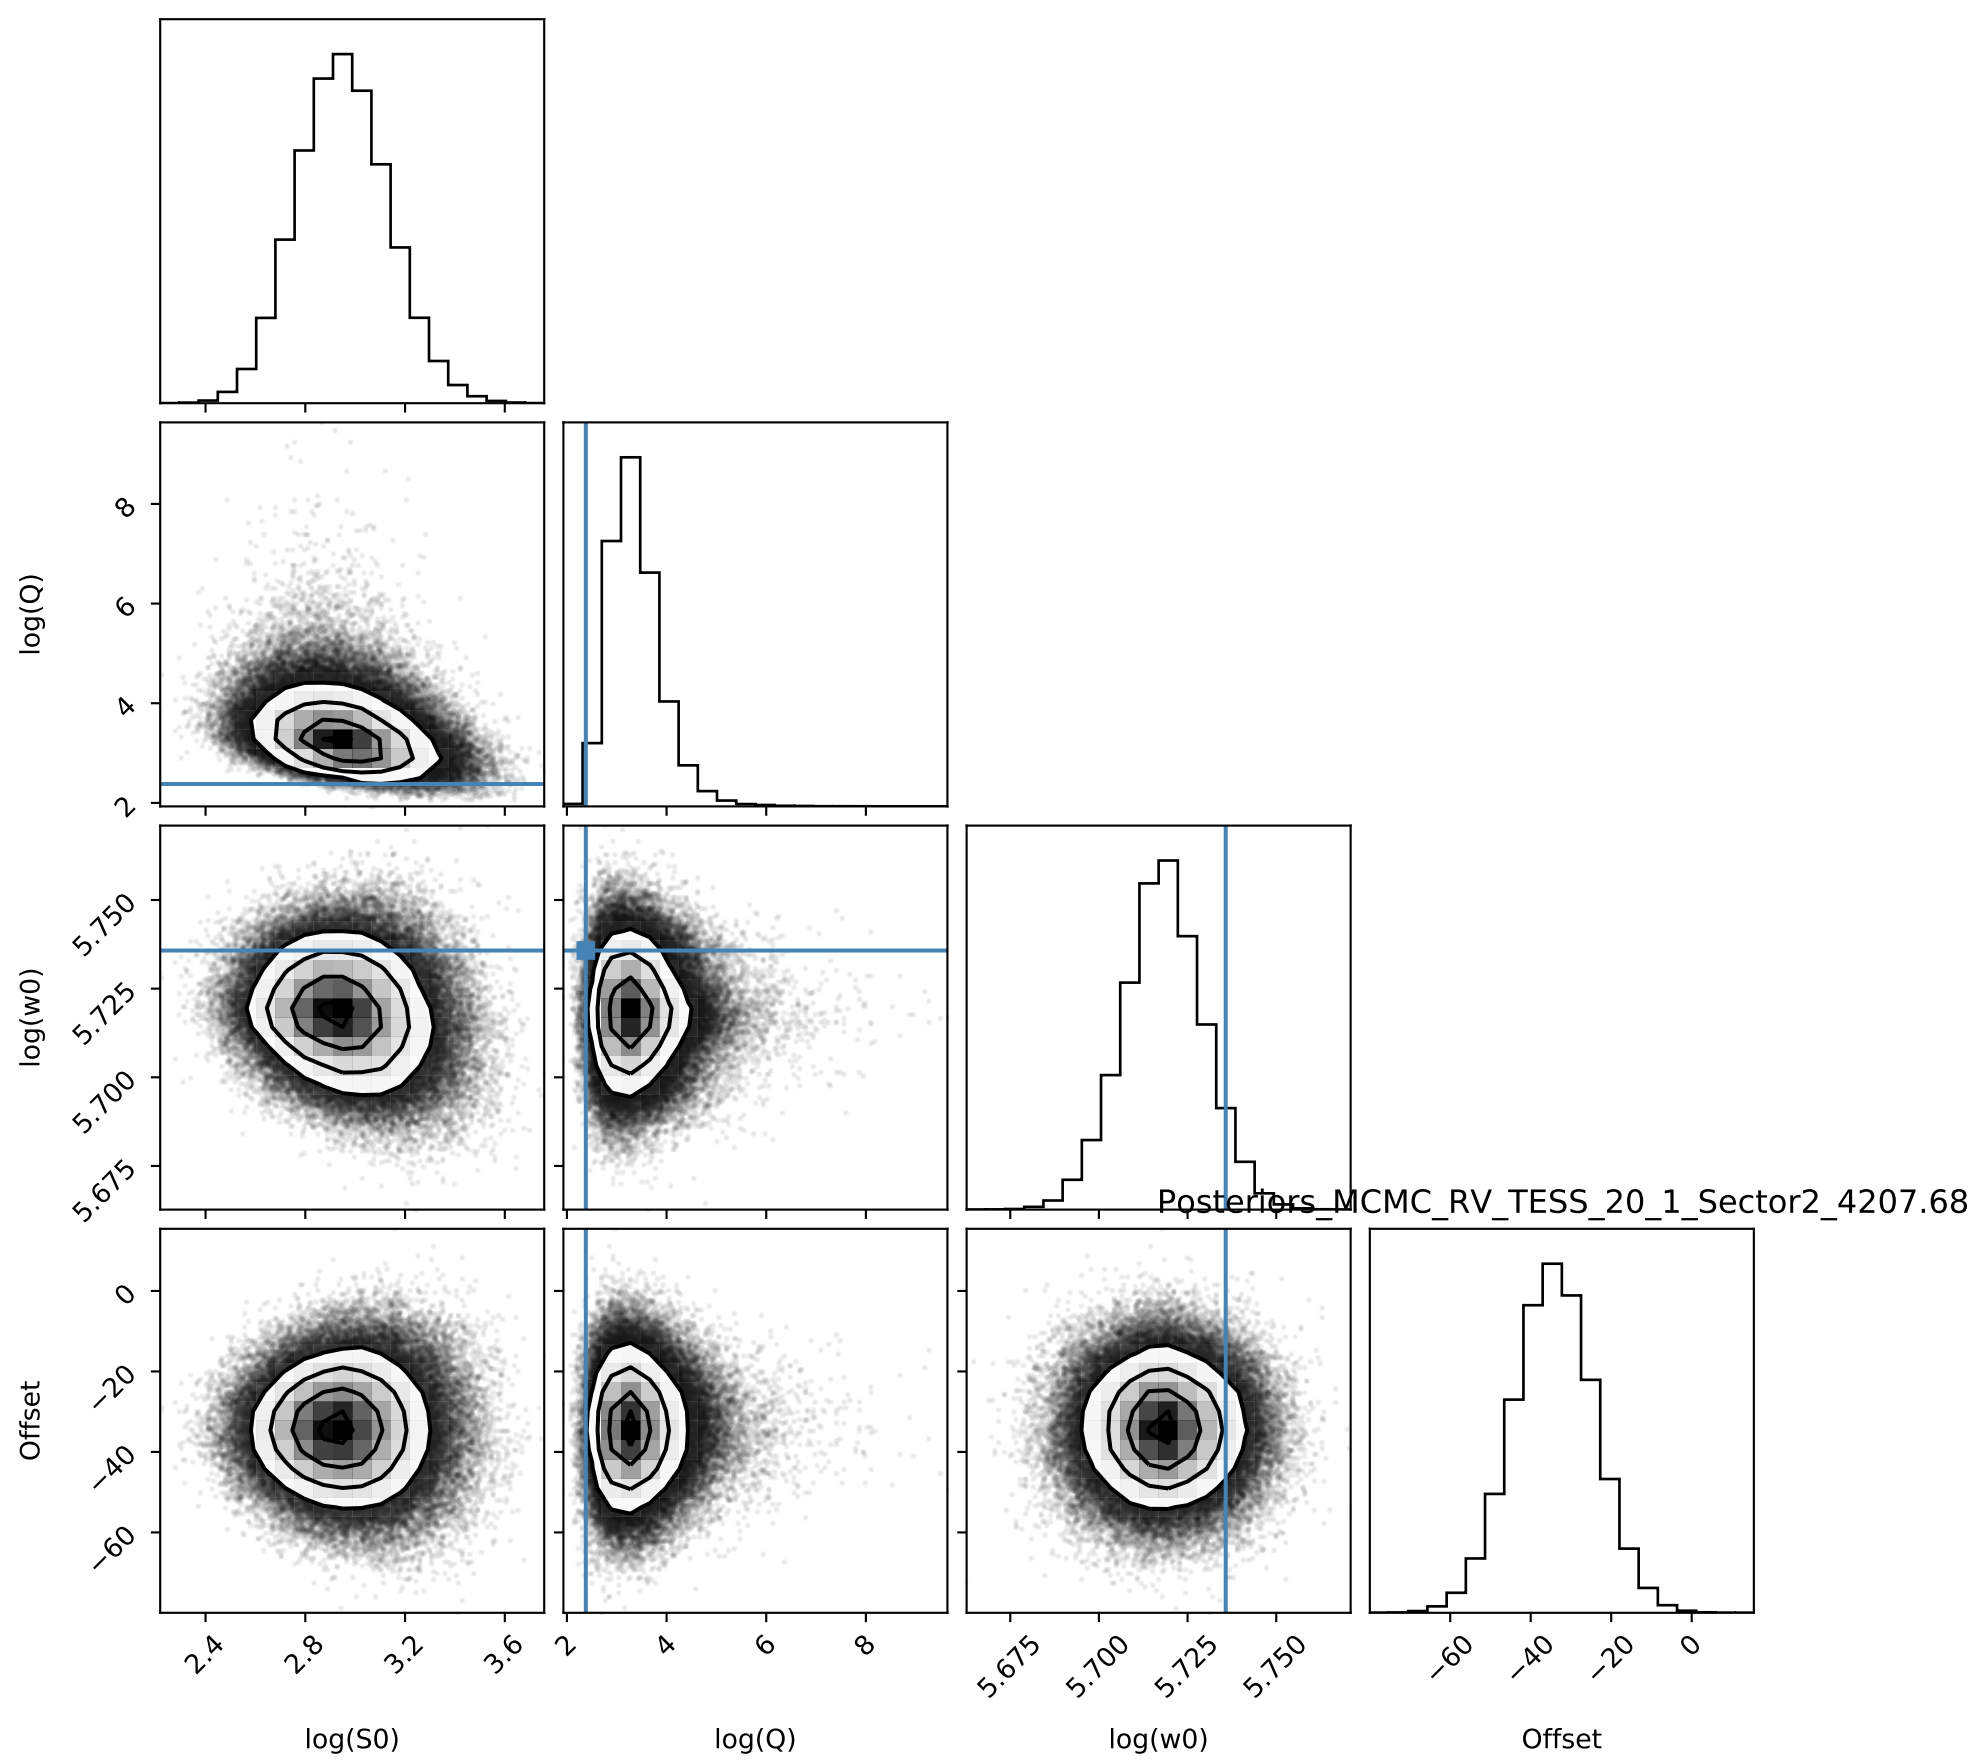 log(Q)
8
6
4
2
log(w0)
5.750
5.725
5.700
5.675
Posteriors_MCMC_RV_TESS_20_1_Sector2_4207.68
Offset
0
−20
−40
−60
2.4 2.8 3.2 3.6
2 4 6 8
5.675 5.700 5.725 5.750
−60 −40 −20 0
log(S0) log(Q) log(w0) Offset